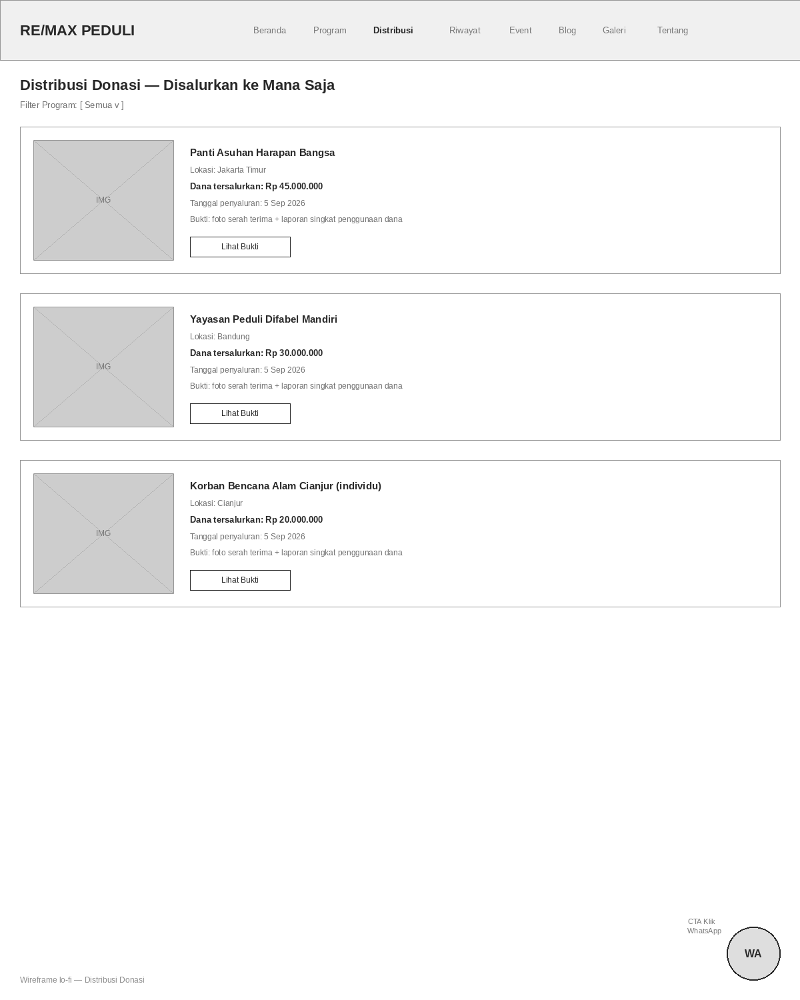 RE/MAX PEDULI
Beranda Program Distribusi Riwayat Event Blog Galeri Tentang
Distribusi Donasi — Disalurkan ke Mana Saja
Filter Program: [ Semua v ]
IMG
Panti Asuhan Harapan Bangsa
Lokasi: Jakarta Timur
Dana tersalurkan: Rp 45.000.000
Tanggal penyaluran: 5 Sep 2026
Bukti: foto serah terima + laporan singkat penggunaan dana
Lihat Bukti
IMG
Yayasan Peduli Difabel Mandiri
Lokasi: Bandung
Dana tersalurkan: Rp 30.000.000
Tanggal penyaluran: 5 Sep 2026
Bukti: foto serah terima + laporan singkat penggunaan dana
Lihat Bukti
IMG
Korban Bencana Alam Cianjur (individu)
Lokasi: Cianjur
Dana tersalurkan: Rp 20.000.000
Tanggal penyaluran: 5 Sep 2026
Bukti: foto serah terima + laporan singkat penggunaan dana
Lihat Bukti
CTA Klik
WhatsApp
WA
Wireframe lo-fi — Distribusi Donasi